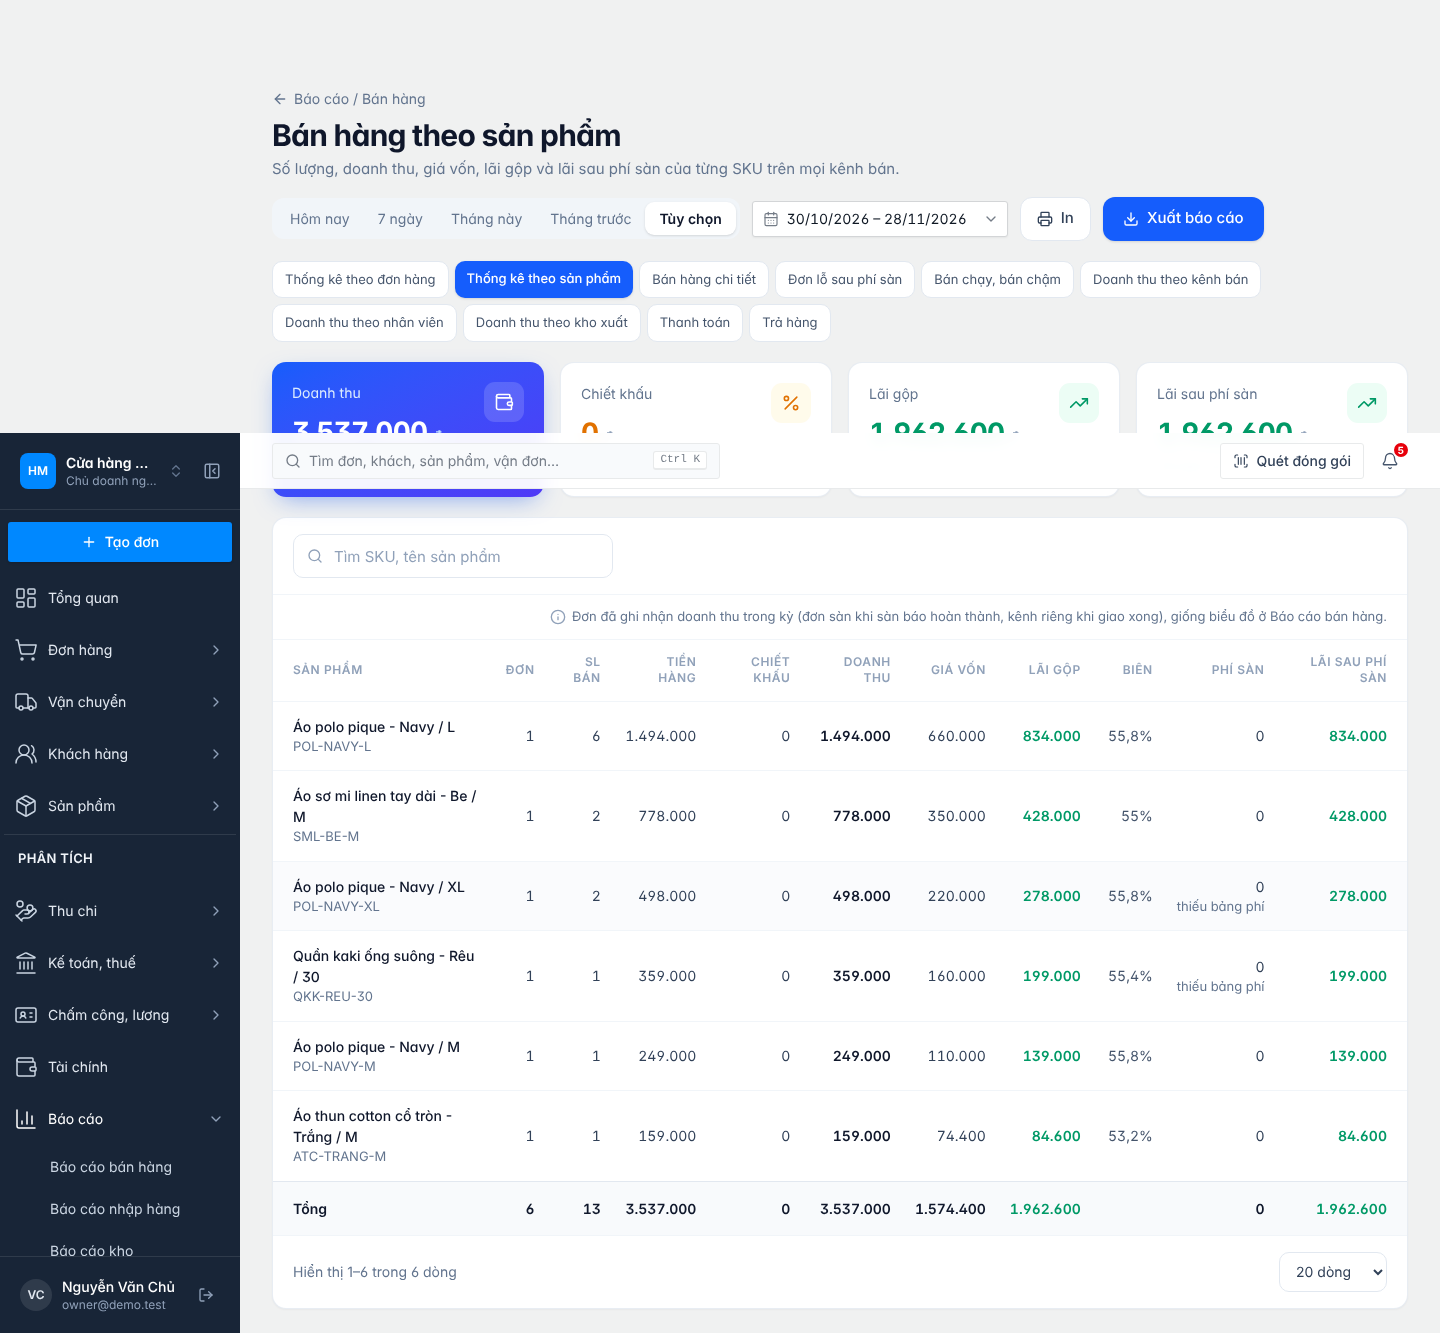 Báo cáo / Bán hàng
Bán hàng theo sản phẩm
Số lượng, doanh thu, giá vốn, lãi gộp và lãi sau phí sàn của từng SKU trên mọi kênh bán.
Hôm nay 7 ngày Tháng này Tháng trước Tùy chọn 30/10/2026 – 28/11/2026 In Xuất báo cáo
Thống kê theo đơn hàng Thống kê theo sản phẩm Bán hàng chi tiết Đơn lỗ sau phí sàn Bán chạy, bán chậm Doanh thu theo kênh bán
Doanh thu theo nhân viên Doanh thu theo kho xuất Thanh toán Trả hàng
Doanh thu Chiết khấu Lãi gộp Lãi sau phí sàn
3.537.000 0 1.962.600 1.962.600
HM Cửa hàng ...
Chủ doanh ng...
Tìm đơn, khách, sản phẩm, vận đơn... Ctrl K Quét đóng gói 5
Tạo đơn
Tổng quan
Đơn hàng
Vận chuyển
Khách hàng
Sản phẩm
PHÂN TÍCH
Thu chi
Kế toán, thuế
Chấm công, lương
Tài chính
Báo cáo
Báo cáo bán hàng
Báo cáo nhập hàng
Báo cáo kho
VC Nguyễn Văn Chủ
owner@demo.test
Tìm SKU, tên sản phẩm
Đơn đã ghi nhận doanh thu trong kỳ (đơn sàn khi sàn báo hoàn thành, kênh riêng khi giao xong), giống biểu đồ ở Báo cáo bán hàng.
SẢN PHẨM ĐƠN SL BÁN TIỀN HÀNG CHIẾT KHẤU DOANH THU GIÁ VỐN LÃI GỘP BIÊN PHÍ SÀN LÃI SAU PHÍ SÀN
Áo polo pique - Navy / L
POL-NAVY-L
1 6 1.494.000 0 1.494.000 660.000 834.000 55,8% 0 834.000
Áo sơ mi linen tay dài - Be /
M
SML-BE-M
1 2 778.000 0 778.000 350.000 428.000 55% 0 428.000
Áo polo pique - Navy / XL
POL-NAVY-XL
1 2 498.000 0 498.000 220.000 278.000 55,8% 0 278.000
thiếu bảng phí
Quần kaki ống suông - Rêu
/ 30
QKK-REU-30
1 1 359.000 0 359.000 160.000 199.000 55,4% 0 199.000
thiếu bảng phí
Áo polo pique - Navy / M
POL-NAVY-M
1 1 249.000 0 249.000 110.000 139.000 55,8% 0 139.000
Áo thun cotton cổ tròn -
Trắng / M
ATC-TRANG-M
1 1 159.000 0 159.000 74.400 84.600 53,2% 0 84.600
Tổng 6 13 3.537.000 0 3.537.000 1.574.400 1.962.600 0 1.962.600
Hiển thị 1–6 trong 6 dòng 20 dòng